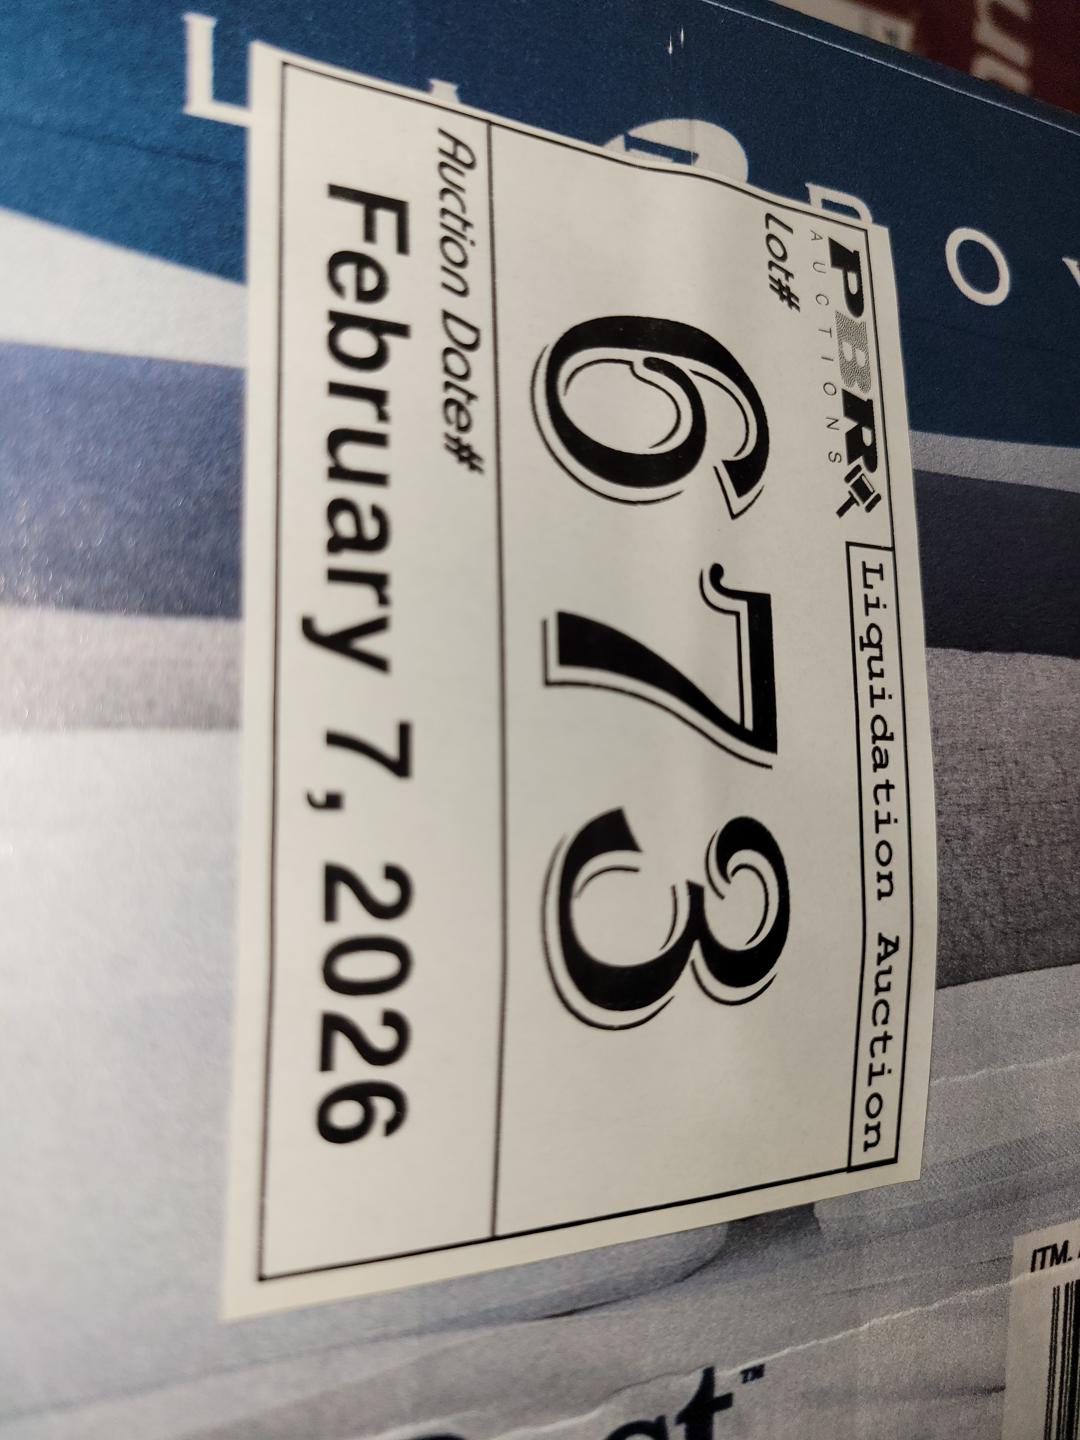 PBR
AUCTIONS
Liquidation Auction
Lot#
673
Auction Date#
February 7, 2026
ITM.